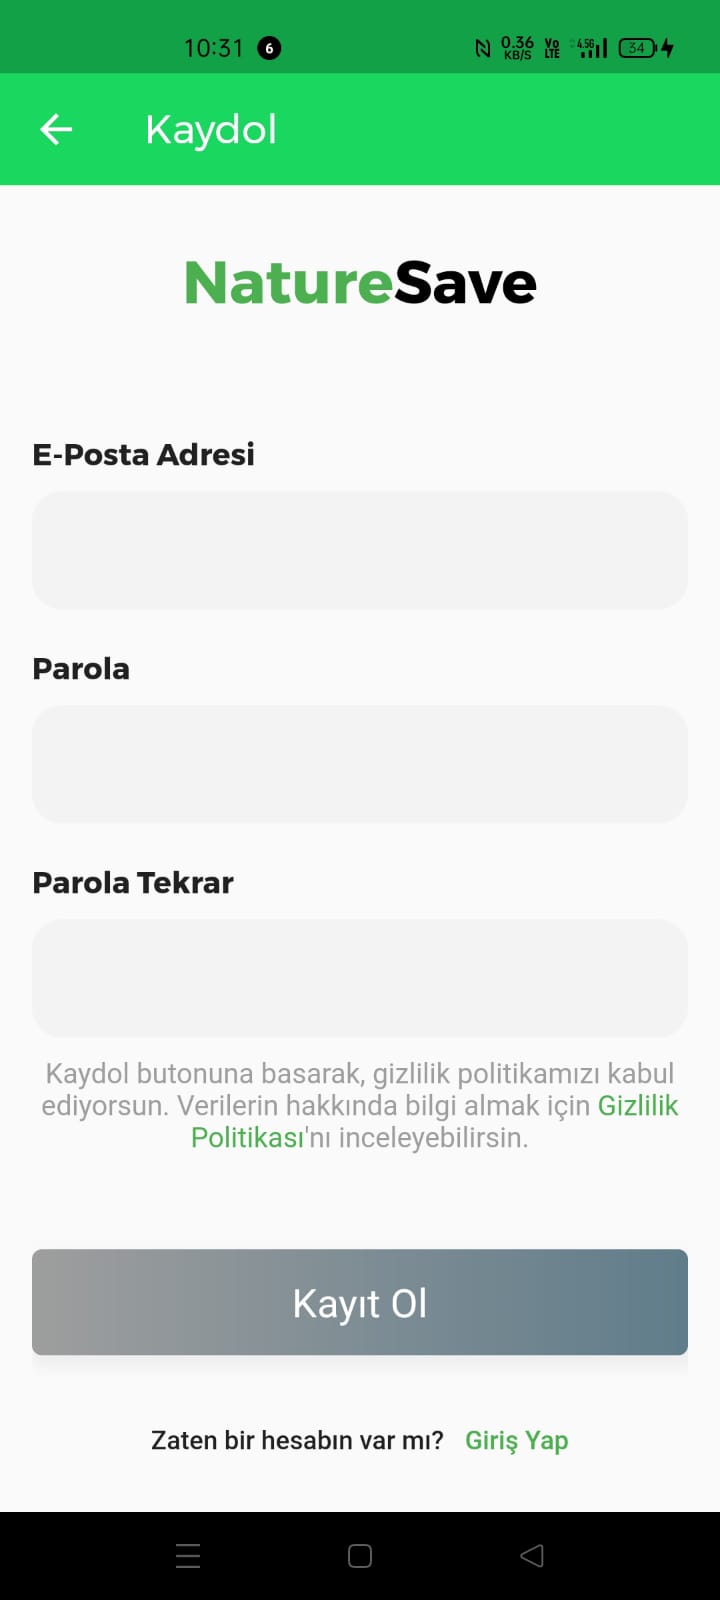 10:31 6 0.36 KB/S Vo LTE 4.5G 34
Kaydol
NatureSave
E-Posta Adresi
Parola
Parola Tekrar
Kaydol butonuna basarak, gizlilik politikamızı kabul
ediyorsun. Verilerin hakkında bilgi almak için Gizlilik
Politikası'nı inceleyebilirsin.
Kayıt Ol
Zaten bir hesabın var mı? Giriş Yap